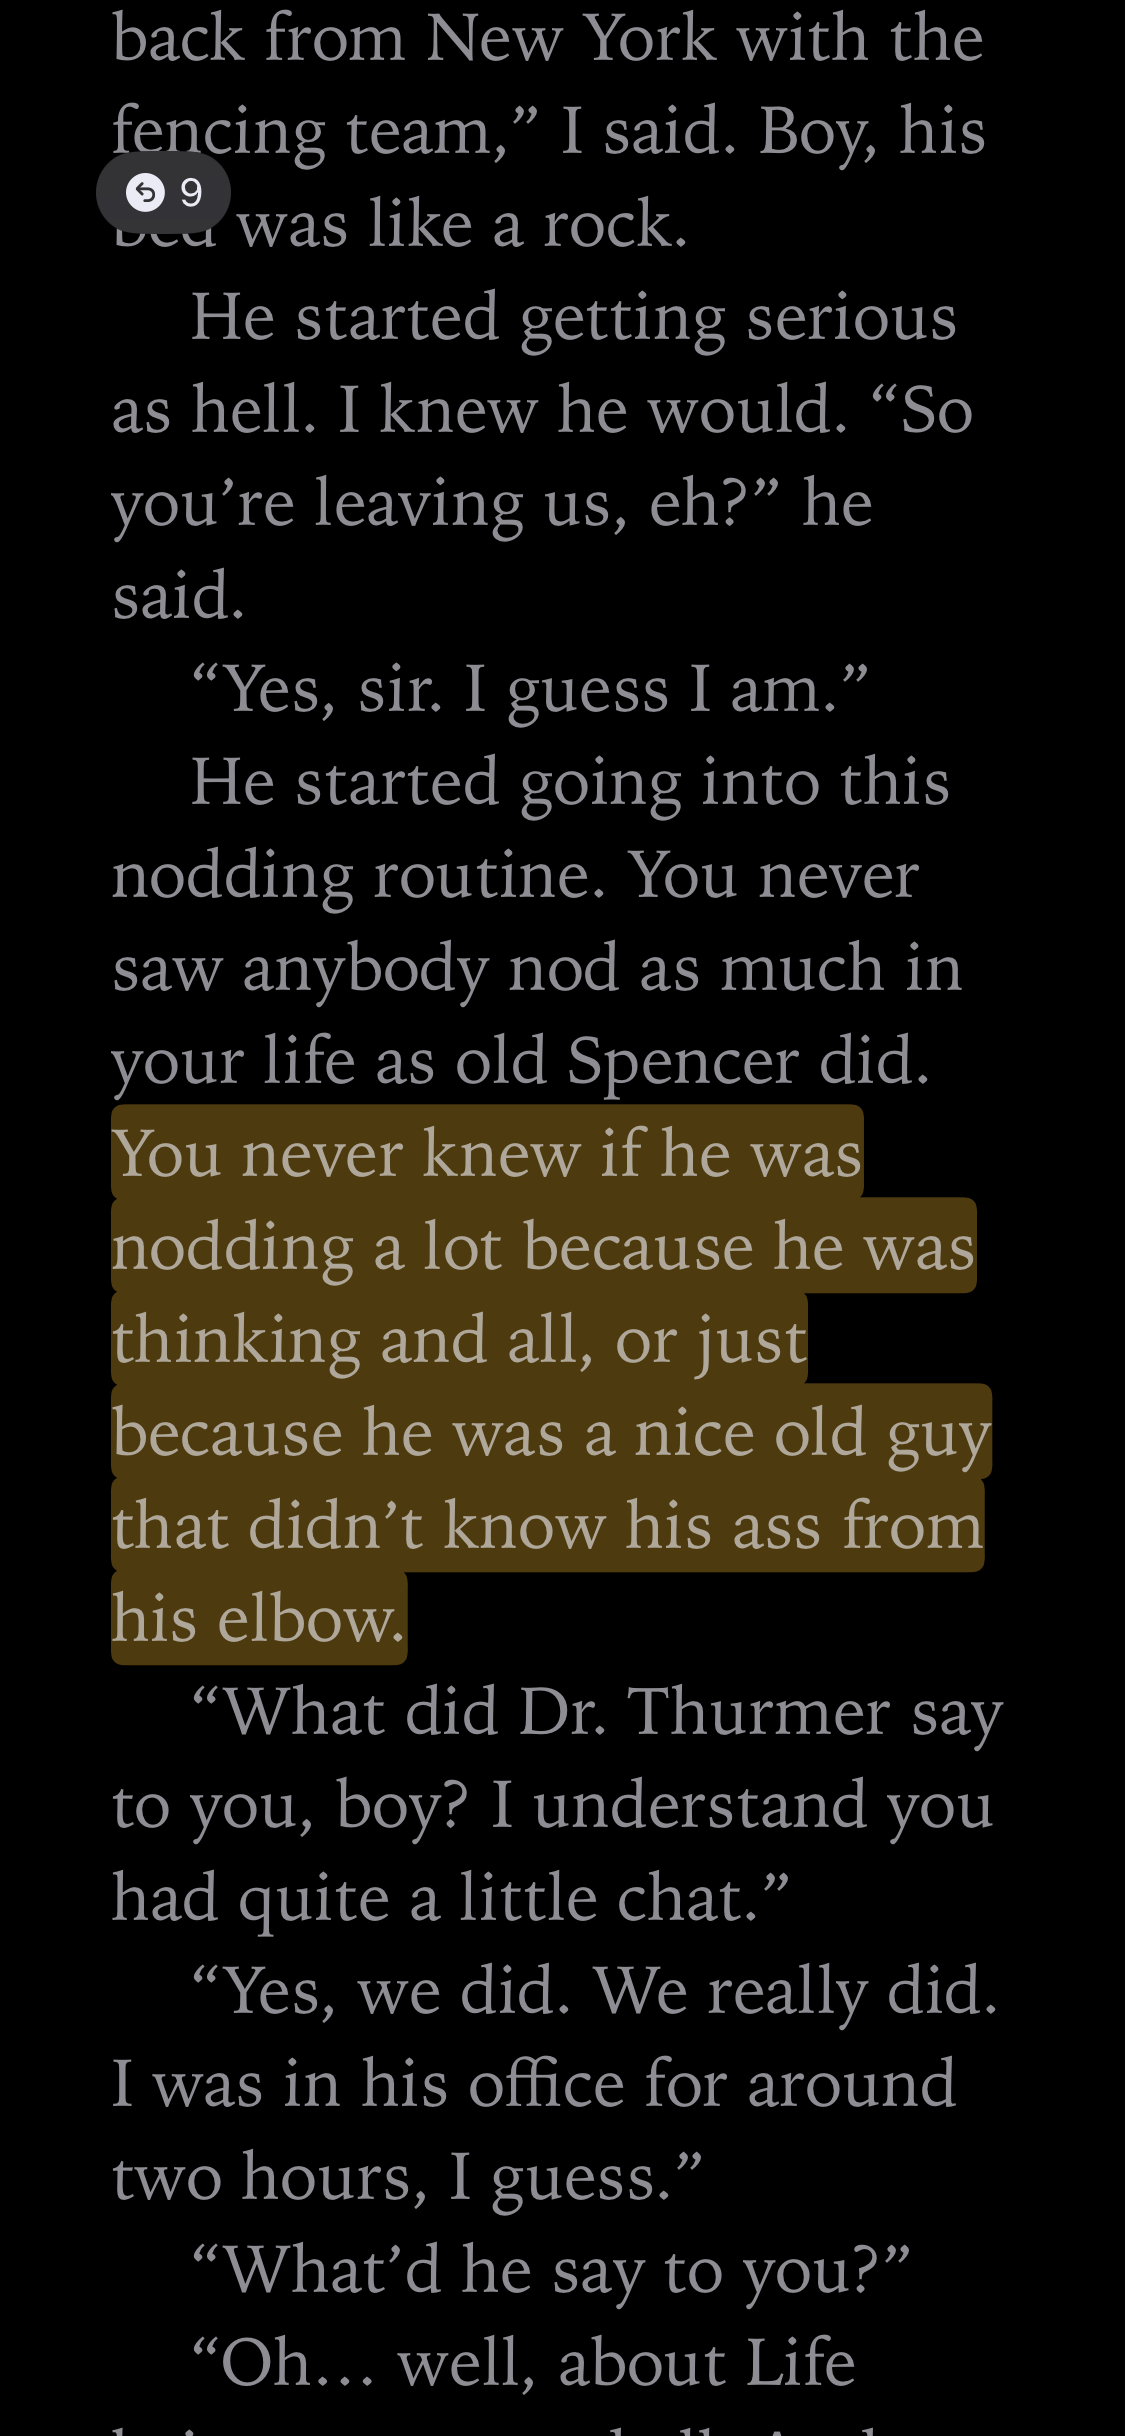 back from New York with the
fencing team,” I said. Boy, his
9
bed was like a rock.
He started getting serious
as hell. I knew he would. “So
you’re leaving us, eh?” he
said.
“Yes, sir. I guess I am.”
He started going into this
nodding routine. You never
saw anybody nod as much in
your life as old Spencer did.
You never knew if he was
nodding a lot because he was
thinking and all, or just
because he was a nice old guy
that didn’t know his ass from
his elbow.
“What did Dr. Thurmer say
to you, boy? I understand you
had quite a little chat.”
“Yes, we did. We really did.
I was in his office for around
two hours, I guess.”
“What’d he say to you?”
“Oh… well, about Life